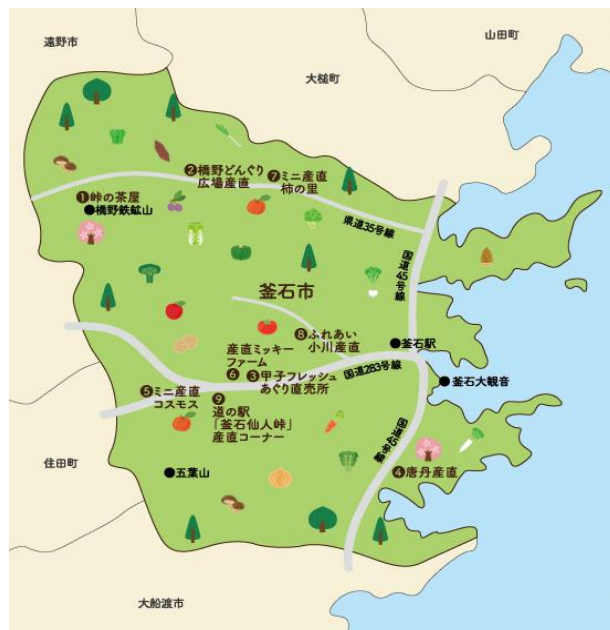 遠野市
山田町
大槌町
❷橋野どんぐり
広場産直
❼ミニ産直
柿の里
❶峠の茶屋
●橋野鉄鉱山
県道35号線
国道45号線
釜石市
❽ふれあい
小川産直
●釜石駅
産直ミッキー
ファーム
❻
❸甲子フレッシュ
あぐり直売所
国道283号線
●釜石大観音
❺ミニ産直
コスモス
❾
道の駅
「釜石仙人峠」
産直コーナー
国道45号線
住田町
●五葉山
❹唐丹産直
大船渡市